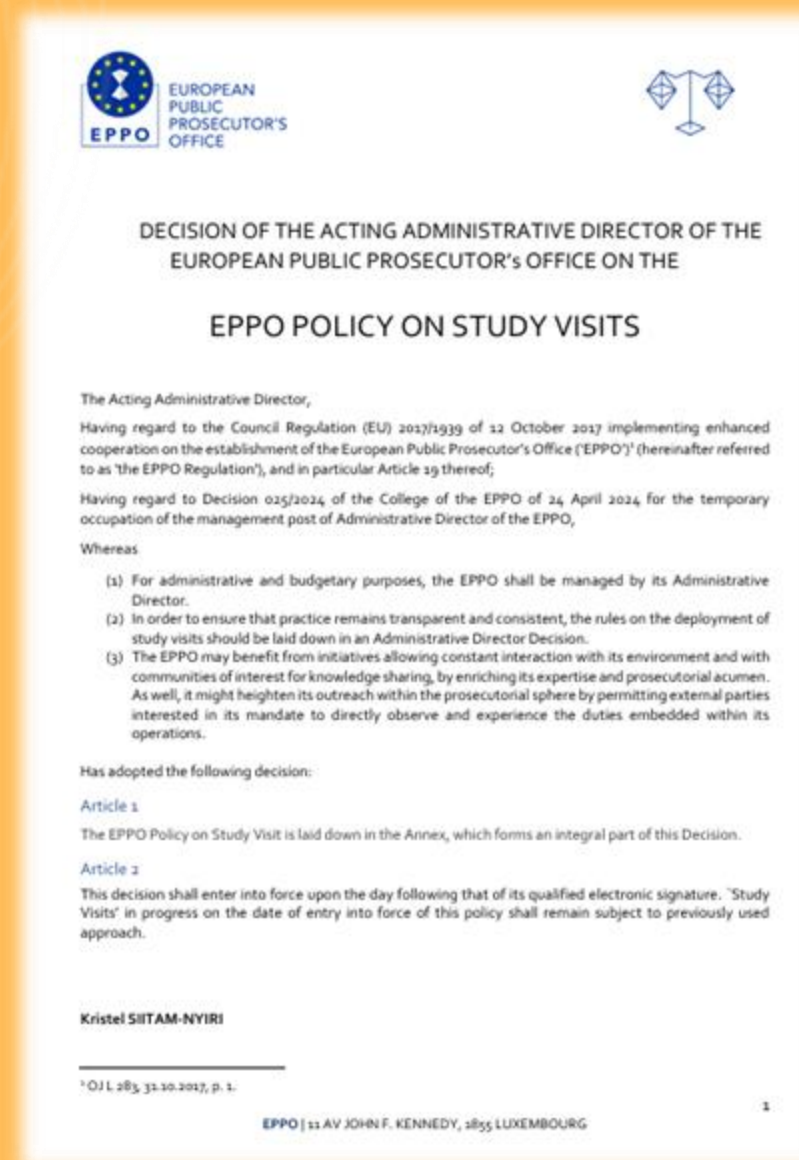 EPPO
EUROPEAN
PUBLIC
PROSECUTOR'S
OFFICE
DECISION OF THE ACTING ADMINISTRATIVE DIRECTOR OF THE
EUROPEAN PUBLIC PROSECUTOR's OFFICE ON THE
EPPO POLICY ON STUDY VISITS
The Acting Administrative Director,
Having regard to the Council Regulation (EU) 2017/1939 of 12 October 2017 implementing enhanced
cooperation on the establishment of the European Public Prosecutor's Office ('EPPO')¹ (hereinafter referred
to as 'the EPPO Regulation'), and in particular Article 19 thereof;
Having regard to Decision 025/2024 of the College of the EPPO of 24 April 2024 for the temporary
occupation of the management post of Administrative Director of the EPPO,
Whereas
(1) For administrative and budgetary purposes, the EPPO shall be managed by its Administrative
Director.
(2) In order to ensure that practice remains transparent and consistent, the rules on the deployment of
study visits should be laid down in an Administrative Director Decision.
(3) The EPPO may benefit from initiatives allowing constant interaction with its environment and with
communities of interest for knowledge sharing, by enriching its expertise and prosecutorial acumen.
As well, it might heighten its outreach within the prosecutorial sphere by permitting external parties
interested in its mandate to directly observe and experience the duties embedded within its
operations.
Has adopted the following decision:
Article 1
The EPPO Policy on Study Visit is laid down in the Annex, which forms an integral part of this Decision.
Article 2
This decision shall enter into force upon the day following that of its qualified electronic signature. `Study
Visits' in progress on the date of entry into force of this policy shall remain subject to previously used
approach.
Kristel SIITAM-NYIRI
¹ OJ L 283, 31.10.2017, p. 1.
1
EPPO | 11 AV JOHN F. KENNEDY, 1855 LUXEMBOURG